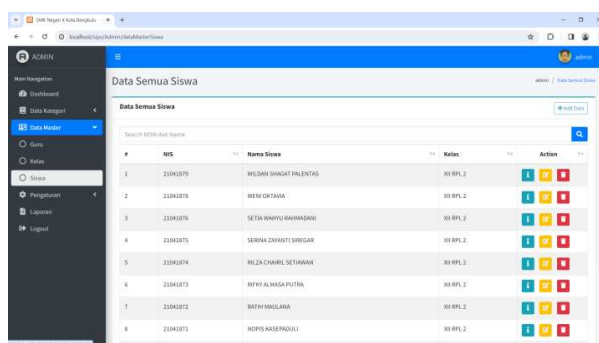 SMK Negeri 4 Kota Bengkulu
localhost/sips/Admin/dataMasterSiswa
ADMIN
admin
Main Navigation
Dashboard
Data Kategori
Data Master
Guru
Kelas
Siswa
Pengaturan
Laporan
Logout
Data Semua Siswa
admin / Data Semua Siswa
Data Semua Siswa
+Add Data
Search NISN dan Nama
# NIS Nama Siswa Kelas Action
1 21041879 WILDAN SHAGAT PALENTAS XII RPL 2
2 21041878 WENI OKTAVIA XII RPL 2
3 21041876 SETIA WAHYU RAHMADANI XII RPL 2
4 21041875 SERINA ZAYANTI SIREGAR XII RPL 2
5 21041874 RILZA CHAIRIL SETIAWAN XII RPL 2
6 21041873 RIFKY ALMASA PUTRA XII RPL 2
7 21041872 RATIH MAULANA XII RPL 2
8 21041871 NOPIS KASEPADULI XII RPL 2